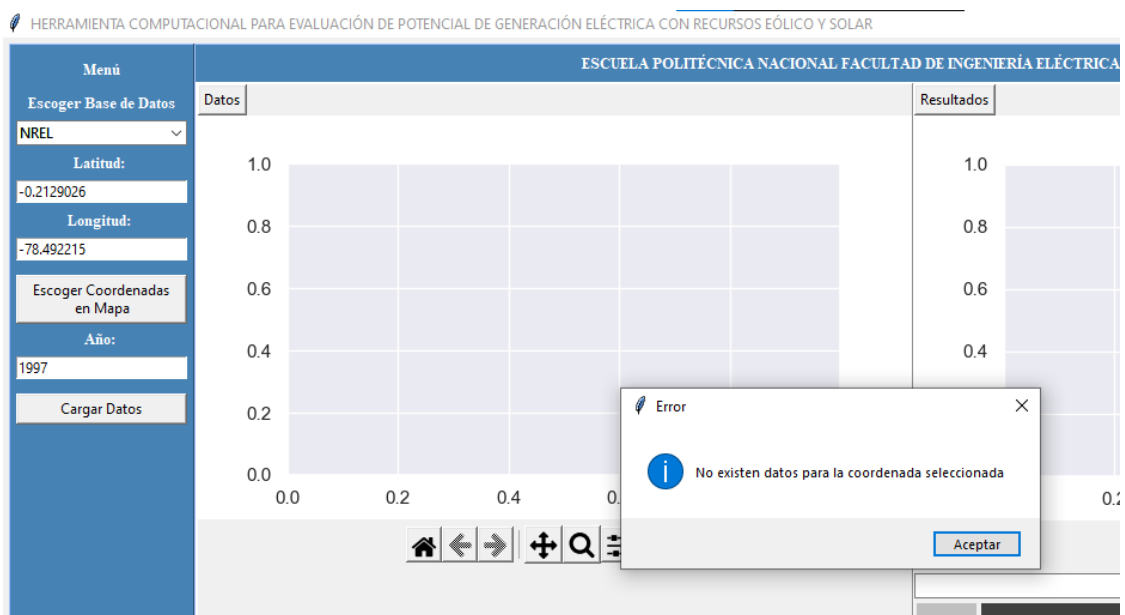 HERRAMIENTA COMPUTACIONAL PARA EVALUACIÓN DE POTENCIAL DE GENERACIÓN ELÉCTRICA CON RECURSOS EÓLICO Y SOLAR
Menú
ESCUELA POLITÉCNICA NACIONAL FACULTAD DE INGENIERÍA ELÉCTRICA
Escoger Base de Datos
NREL
Latitud:
-0.2129026
Longitud:
-78.492215
Escoger Coordenadas
en Mapa
Año:
1997
Cargar Datos
Datos
1.0
0.8
0.6
0.4
0.2
0.0
0.0 0.2 0.4 0.
Resultados
1.0
0.8
0.6
0.4
0.2
Error
No existen datos para la coordenada seleccionada
Aceptar